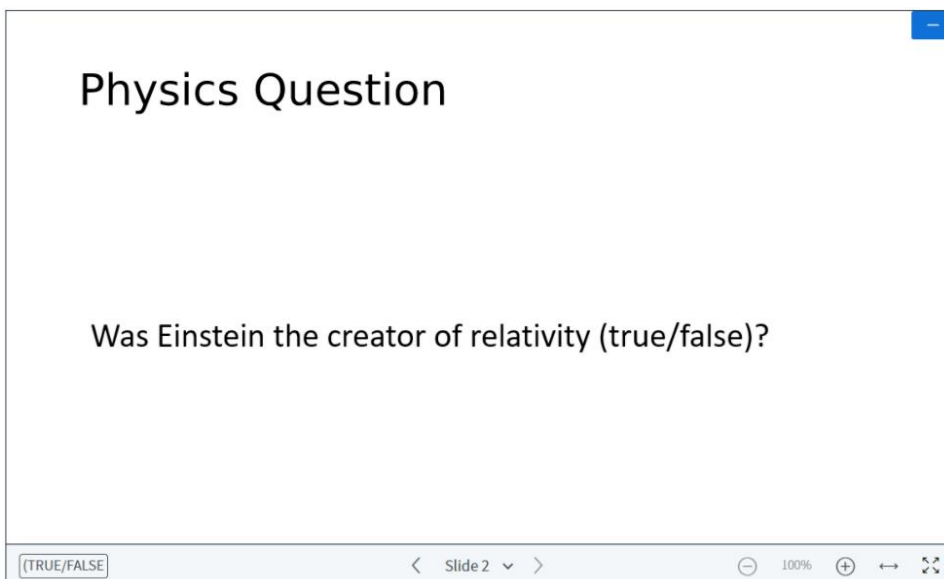 Physics Question
Was Einstein the creator of relativity (true/false)?
(TRUE/FALSE
Slide 2
100%